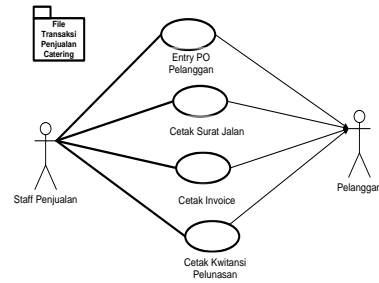 File
Transaksi
Penjualan
Catering
Entry PO
Pelanggan
Cetak Surat Jalan
Staff Penjualan
Pelanggan
Cetak Invoice
Cetak Kwitansi
Pelunasan